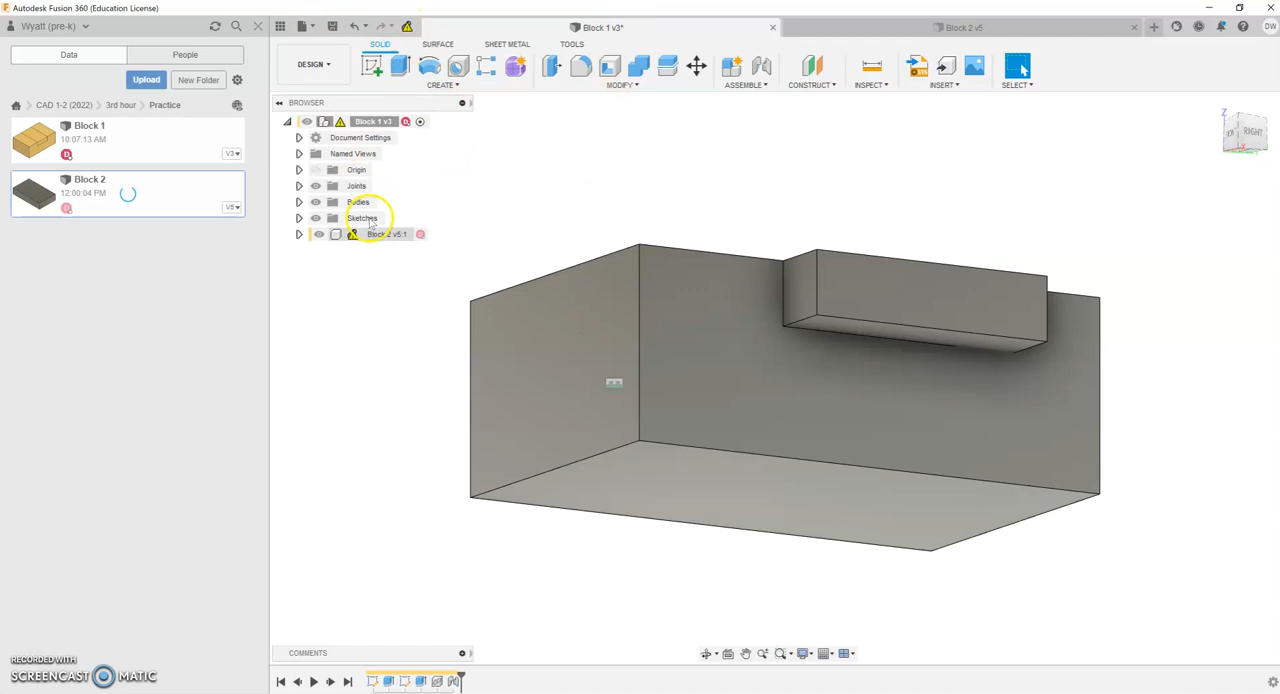 Autodesk Fusion 360 (Education License)
Wyatt (pre-k)
Block 1 v3*
Block 2 v5
DW
Data
People
SOLID
SURFACE
SHEET METAL
TOOLS
Upload
New Folder
DESIGN
CREATE
MODIFY
ASSEMBLE
CONSTRUCT
INSPECT
INSERT
SELECT
CAD 1-2 (2022)
3rd hour
Practice
BROWSER
Block 1
10:07:13 AM
V3
Block 1 v3
Document Settings
Named Views
Origin
Joints
Bodies
Sketches
Block 2 v5:1
Block 2
12:00:04 PM
V5
Z
RIGHT
COMMENTS
RECORDED WITH
SCREENCAST MATIC